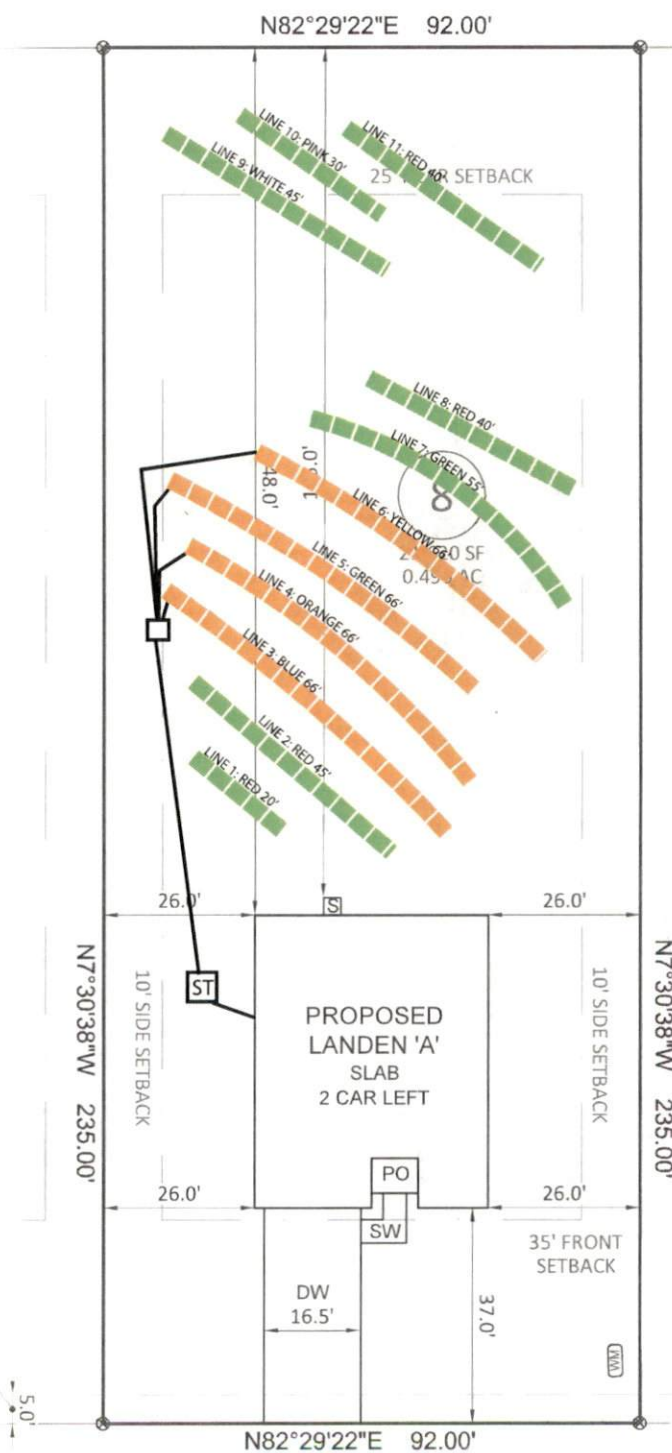 N82°29'22"E 92.00'
LINE 10: PINK 30'
LINE 11: RED 40'
LINE 9: WHITE 45'
25' SETBACK
LINE 8: RED 40'
LINE 7: GREEN 55'
8
48.0'
LINE 6: YELLOW 66'
SF
AC
LINE 5: GREEN 66'
LINE 4: ORANGE 66'
LINE 3: BLUE 66'
LINE 2: RED 45'
LINE 1: RED 20'
26.0'
S
26.0'
N7°30'38"W 235.00'
10' SIDE SETBACK
ST
PROPOSED
LANDEN 'A'
SLAB
2 CAR LEFT
10' SIDE SETBACK
N7°30'38"W 235.00'
PO
26.0'
SW
26.0'
35' FRONT
SETBACK
DW
16.5'
37.0'
WM
5.0'
N82°29'22"E 92.00'